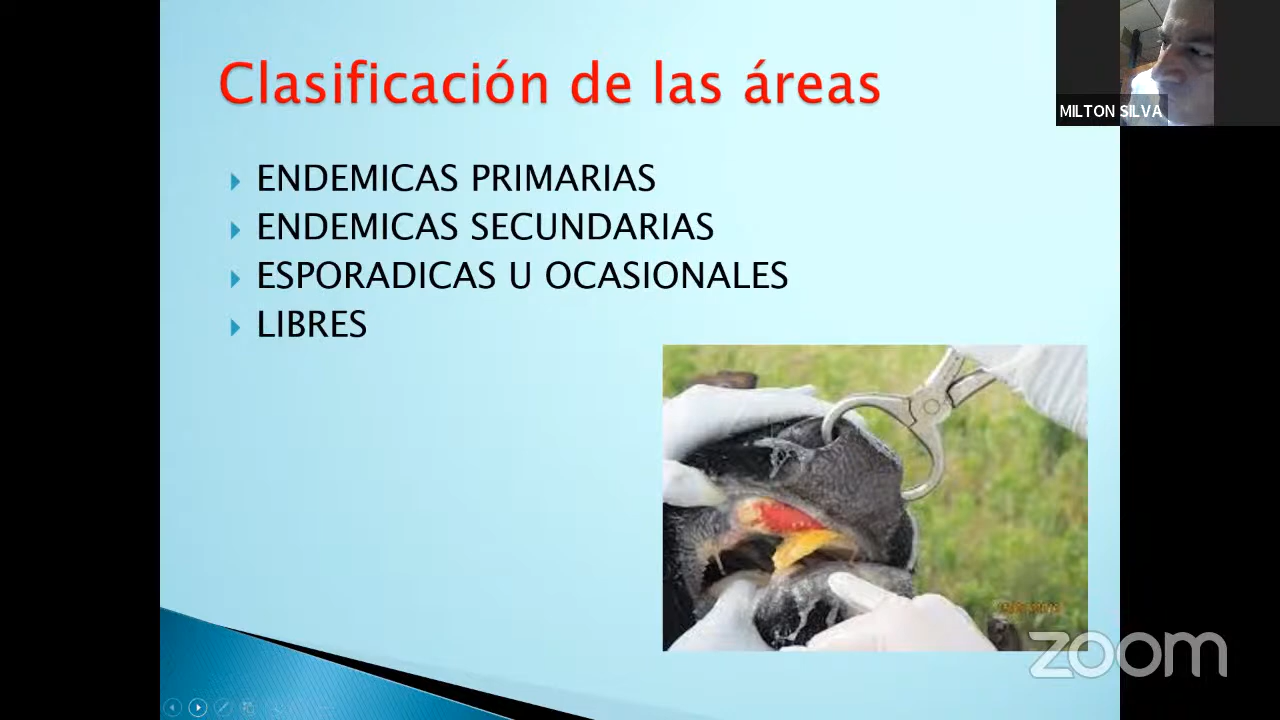 Clasificación de las áreas
MILTON SILVA
ENDEMICAS PRIMARIAS
ENDEMICAS SECUNDARIAS
ESPORADICAS U OCASIONALES
LIBRES
zoom